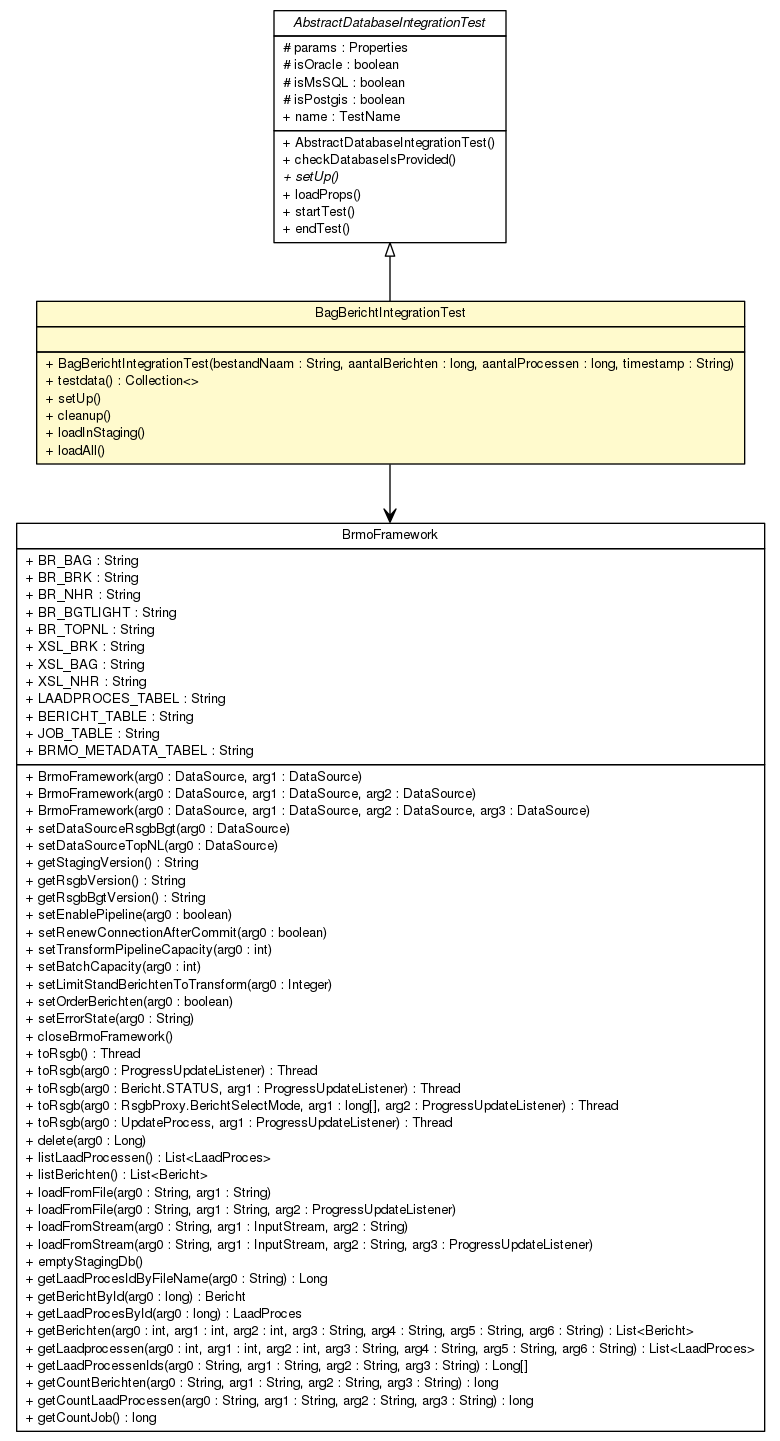 AbstractDatabaseIntegrationTest
# params : Properties
# isOracle : boolean
# isMsSQL : boolean
# isPostgis : boolean
+ name : TestName
+ AbstractDatabaseIntegrationTest()
+ checkDatabaseIsProvided()
+ setUp()
+ loadProps()
+ startTest()
+ endTest()
BagBerichtIntegrationTest
+ BagBerichtIntegrationTest(bestandNaam : String, aantalBerichten : long, aantalProcessen : long, timestamp : String)
+ testdata() : Collection<>
+ setUp()
+ cleanup()
+ loadInStaging()
+ loadAll()
BrmoFramework
+ BR_BAG : String
+ BR_BRK : String
+ BR_NHR : String
+ BR_BGTLIGHT : String
+ BR_TOPNL : String
+ XSL_BRK : String
+ XSL_BAG : String
+ XSL_NHR : String
+ LAADPROCES_TABEL : String
+ BERICHT_TABLE : String
+ JOB_TABLE : String
+ BRMO_METADATA_TABEL : String
+ BrmoFramework(arg0 : DataSource, arg1 : DataSource)
+ BrmoFramework(arg0 : DataSource, arg1 : DataSource, arg2 : DataSource)
+ BrmoFramework(arg0 : DataSource, arg1 : DataSource, arg2 : DataSource, arg3 : DataSource)
+ setDataSourceRsgbBgt(arg0 : DataSource)
+ setDataSourceTopNL(arg0 : DataSource)
+ getStagingVersion() : String
+ getRsgbVersion() : String
+ getRsgbBgtVersion() : String
+ setEnablePipeline(arg0 : boolean)
+ setRenewConnectionAfterCommit(arg0 : boolean)
+ setTransformPipelineCapacity(arg0 : int)
+ setBatchCapacity(arg0 : int)
+ setLimitStandBerichtenToTransform(arg0 : Integer)
+ setOrderBerichten(arg0 : boolean)
+ setErrorState(arg0 : String)
+ closeBrmoFramework()
+ toRsgb() : Thread
+ toRsgb(arg0 : ProgressUpdateListener) : Thread
+ toRsgb(arg0 : Bericht.STATUS, arg1 : ProgressUpdateListener) : Thread
+ toRsgb(arg0 : RsgbProxy.BerichtSelectMode, arg1 : long[], arg2 : ProgressUpdateListener) : Thread
+ toRsgb(arg0 : UpdateProcess, arg1 : ProgressUpdateListener) : Thread
+ delete(arg0 : Long)
+ listLaadProcessen() : List<LaadProces>
+ listBerichten() : List<Bericht>
+ loadFromFile(arg0 : String, arg1 : String)
+ loadFromFile(arg0 : String, arg1 : String, arg2 : ProgressUpdateListener)
+ loadFromStream(arg0 : String, arg1 : InputStream, arg2 : String)
+ loadFromStream(arg0 : String, arg1 : InputStream, arg2 : String, arg3 : ProgressUpdateListener)
+ emptyStagingDb()
+ getLaadProcesIdByFileName(arg0 : String) : Long
+ getBerichtById(arg0 : long) : Bericht
+ getLaadProcesById(arg0 : long) : LaadProces
+ getBerichten(arg0 : int, arg1 : int, arg2 : int, arg3 : String, arg4 : String, arg5 : String, arg6 : String) : List<Bericht>
+ getLaadprocessen(arg0 : int, arg1 : int, arg2 : int, arg3 : String, arg4 : String, arg5 : String, arg6 : String) : List<LaadProces>
+ getLaadProcessenIds(arg0 : String, arg1 : String, arg2 : String, arg3 : String) : Long[]
+ getCountBerichten(arg0 : String, arg1 : String, arg2 : String, arg3 : String) : long
+ getCountLaadProcessen(arg0 : String, arg1 : String, arg2 : String, arg3 : String) : long
+ getCountJob() : long